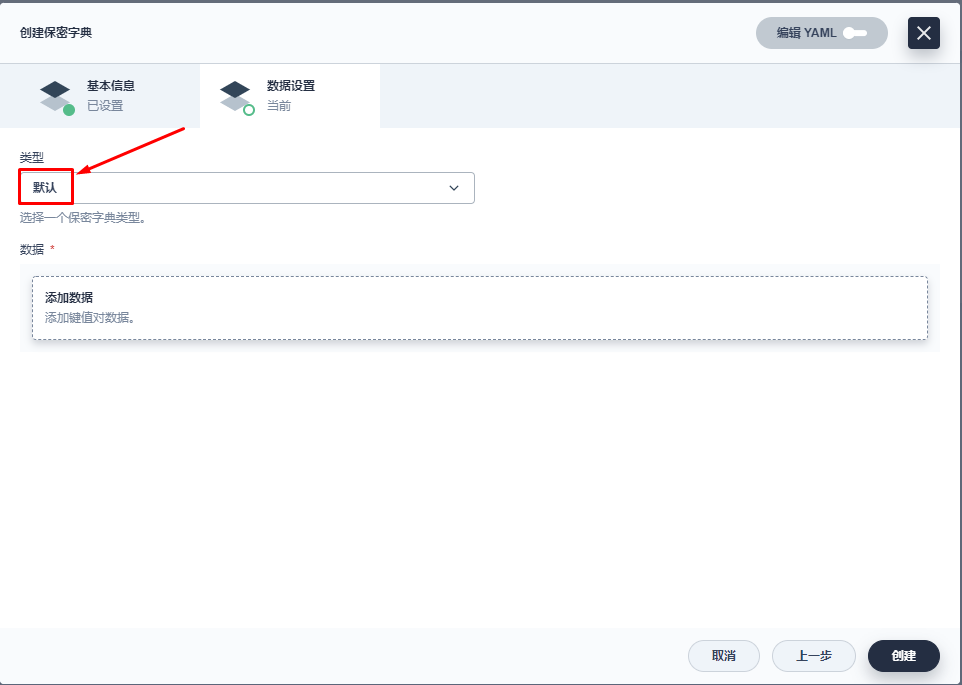 创建保密字典
编辑 YAML
基本信息
已设置
数据设置
当前
类型
默认
选择一个保密字典类型。
数据 *
添加数据
添加键值对数据。
取消
上一步
创建